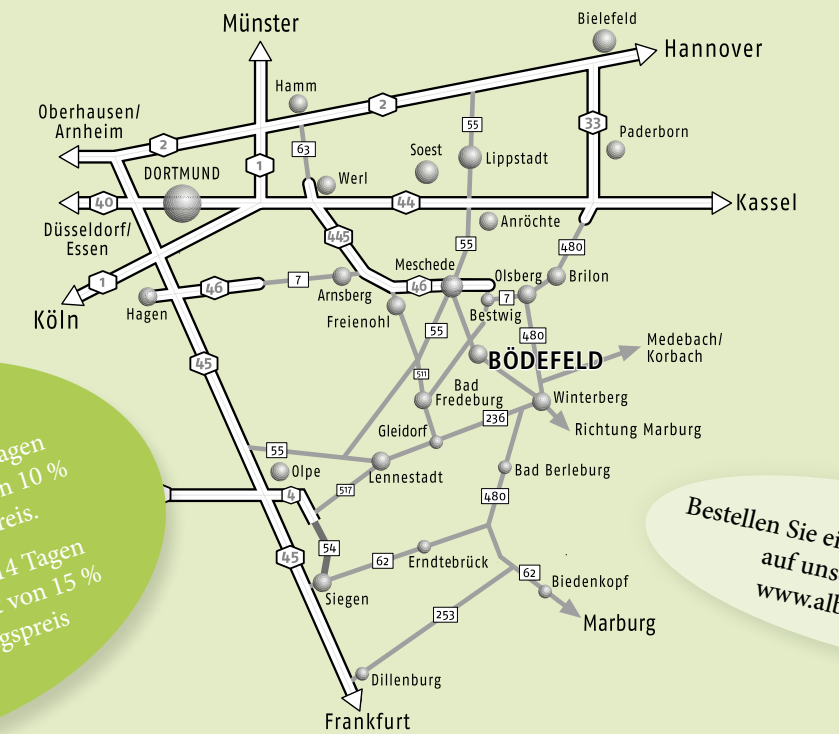 Münster
Bielefeld
Hannover
Hamm
2
Oberhausen/
Arnheim
55
33
Paderborn
2
63
Soest
Lippstadt
1
DORTMUND
Werl
40
44
Kassel
Düsseldorf/
Essen
Anröchte
445
55
480
Meschede
Olsberg
Brilon
1
46
7
46
7
Köln
Hagen
Arnsberg
Freienohl
Bestwig
55
480
BÖDEFELD
Medebach/
Korbach
45
511
Bad
Fredeburg
Winterberg
236
Gleidorf
Richtung Marburg
55
Olpe
Lennestadt
Bad Berleburg
4
517
480
45
54
62
Erndtebrück
62
Biedenkopf
Siegen
253
Marburg
Dillenburg
Frankfurt
agen
n 10 %
reis.
14 Tagen
von 15 %
gspreis
Bestellen Sie ei
auf uns
www.alb